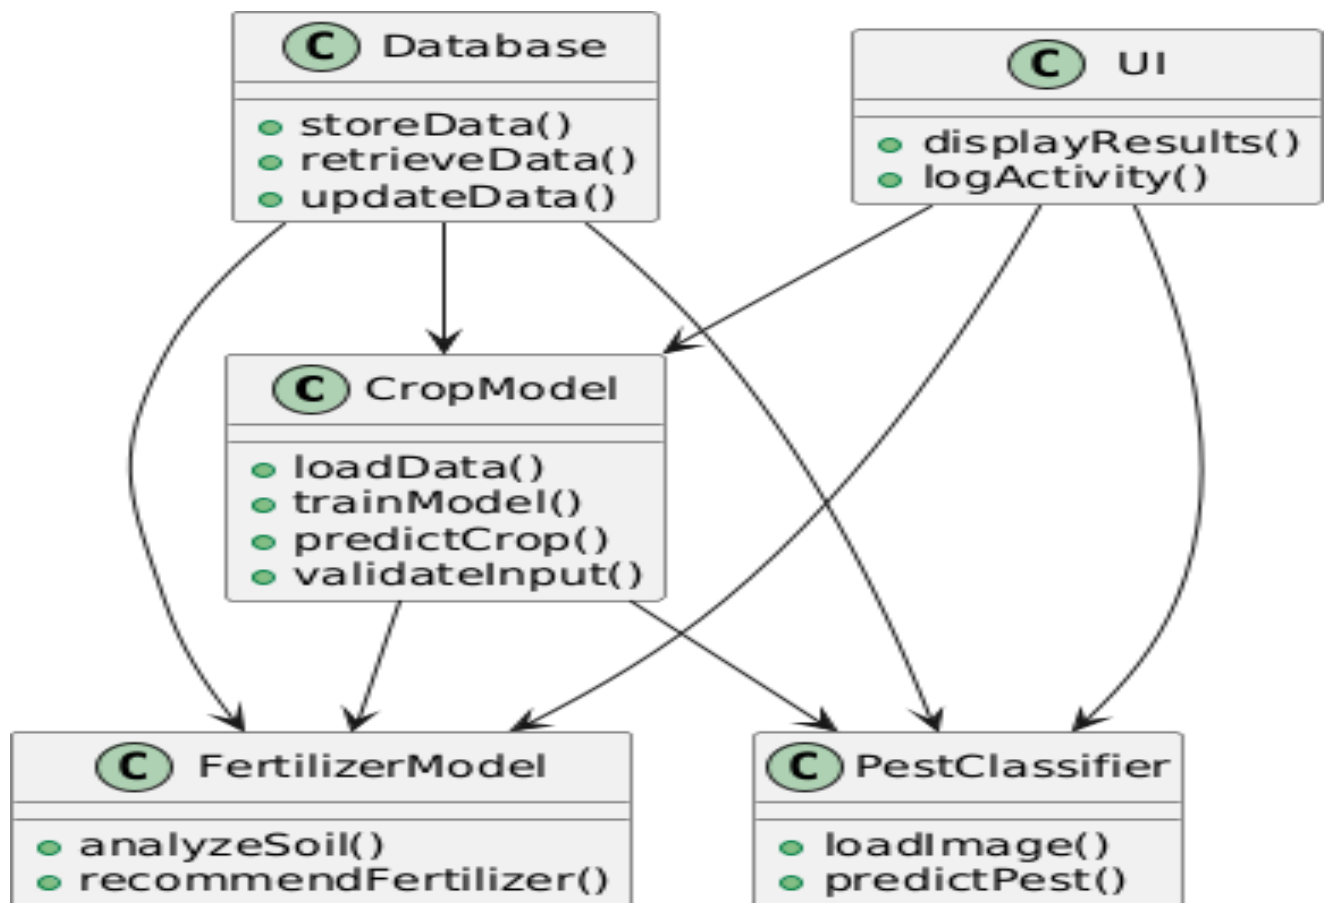 C Database
storeData()
retrieveData()
updateData()
C UI
displayResults()
logActivity()
C CropModel
loadData()
trainModel()
predictCrop()
validateInput()
C FertilizerModel
analyzeSoil()
recommendFertilizer()
C PestClassifier
loadImage()
predictPest()